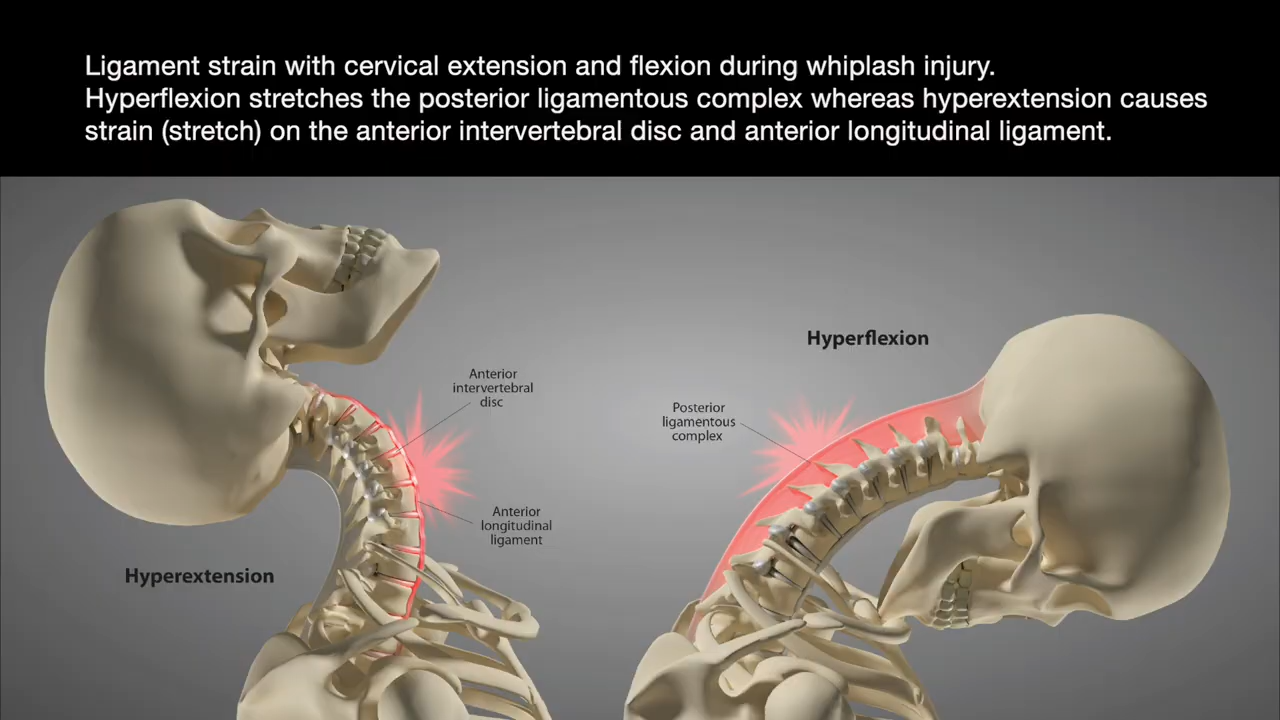 Ligament strain with cervical extension and flexion during whiplash injury.
Hyperflexion stretches the posterior ligamentous complex whereas hyperextension causes
strain (stretch) on the anterior intervertebral disc and anterior longitudinal ligament.
Hyperflexion
Anterior
intervertebral
disc
Posterior
ligamentous
complex
Anterior
longitudinal
ligament
Hyperextension